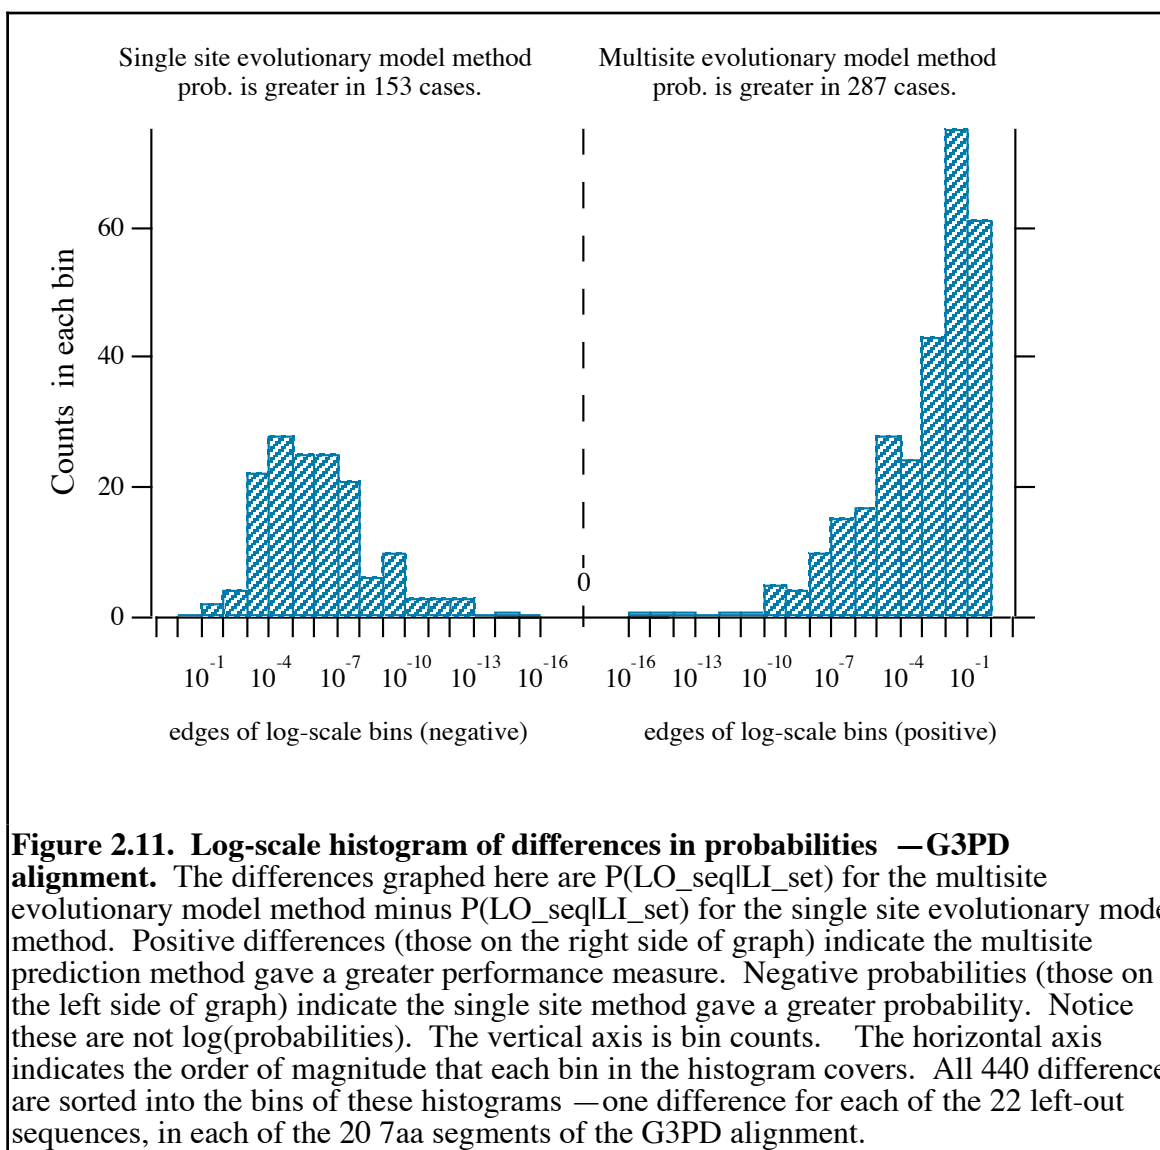 Single site evolutionary model method
prob. is greater in 153 cases.
Multisite evolutionary model method
prob. is greater in 287 cases.
Counts in each bin
60
40
20
0
0
10^-1 10^-4 10^-7 10^-10 10^-13 10^-16
10^-16 10^-13 10^-10 10^-7 10^-4 10^-1
edges of log-scale bins (negative)
edges of log-scale bins (positive)
Figure 2.11. Log-scale histogram of differences in probabilities —G3PD
alignment. The differences graphed here are P(LO_seq|LI_set) for the multisite
evolutionary model method minus P(LO_seq|LI_set) for the single site evolutionary mode
method. Positive differences (those on the right side of graph) indicate the multisite
prediction method gave a greater performance measure. Negative probabilities (those on
the left side of graph) indicate the single site method gave a greater probability. Notice
these are not log(probabilities). The vertical axis is bin counts. The horizontal axis
indicates the order of magnitude that each bin in the histogram covers. All 440 difference
are sorted into the bins of these histograms —one difference for each of the 22 left-out
sequences, in each of the 20 7aa segments of the G3PD alignment.